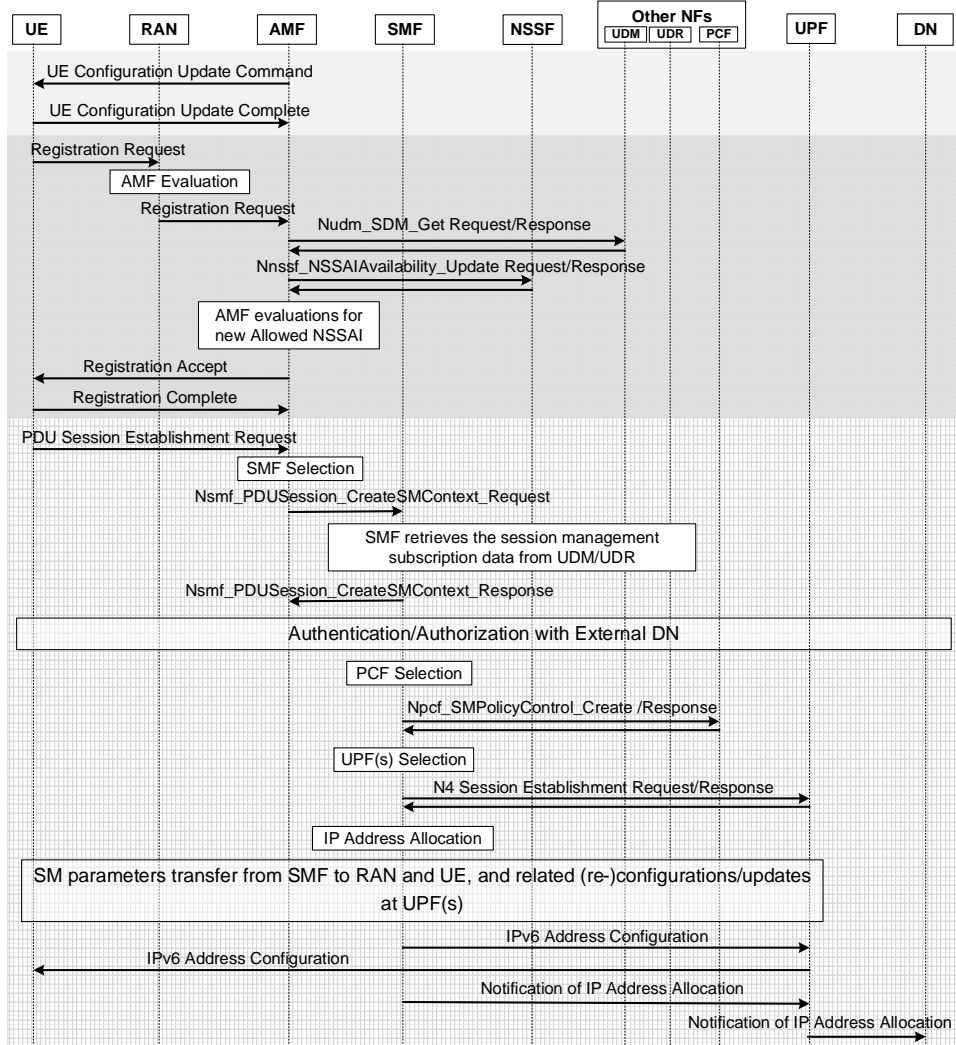 UE RAN AMF SMF NSSF Other NFs UPF DN
UDM UDR PCF
UE Configuration Update Command
UE Configuration Update Complete
Registration Request
AMF Evaluation
Registration Request
Nudm_SDM_Get Request/Response
Nnssf_NSSAIAvailability_Update Request/Response
AMF evaluations for
new Allowed NSSAI
Registration Accept
Registration Complete
PDU Session Establishment Request
SMF Selection
Nsmf_PDUSession_CreateSMContext_Request
SMF retrieves the session management
subscription data from UDM/UDR
Nsmf_PDUSession_CreateSMContext_Response
Authentication/Authorization with External DN
PCF Selection
Npcf_SMPolicyControl_Create /Response
UPF(s) Selection
N4 Session Establishment Request/Response
IP Address Allocation
SM parameters transfer from SMF to RAN and UE, and related (re-)configurations/updates
at UPF(s)
IPv6 Address Configuration
IPv6 Address Configuration
Notification of IP Address Allocation
Notification of IP Address Allocation